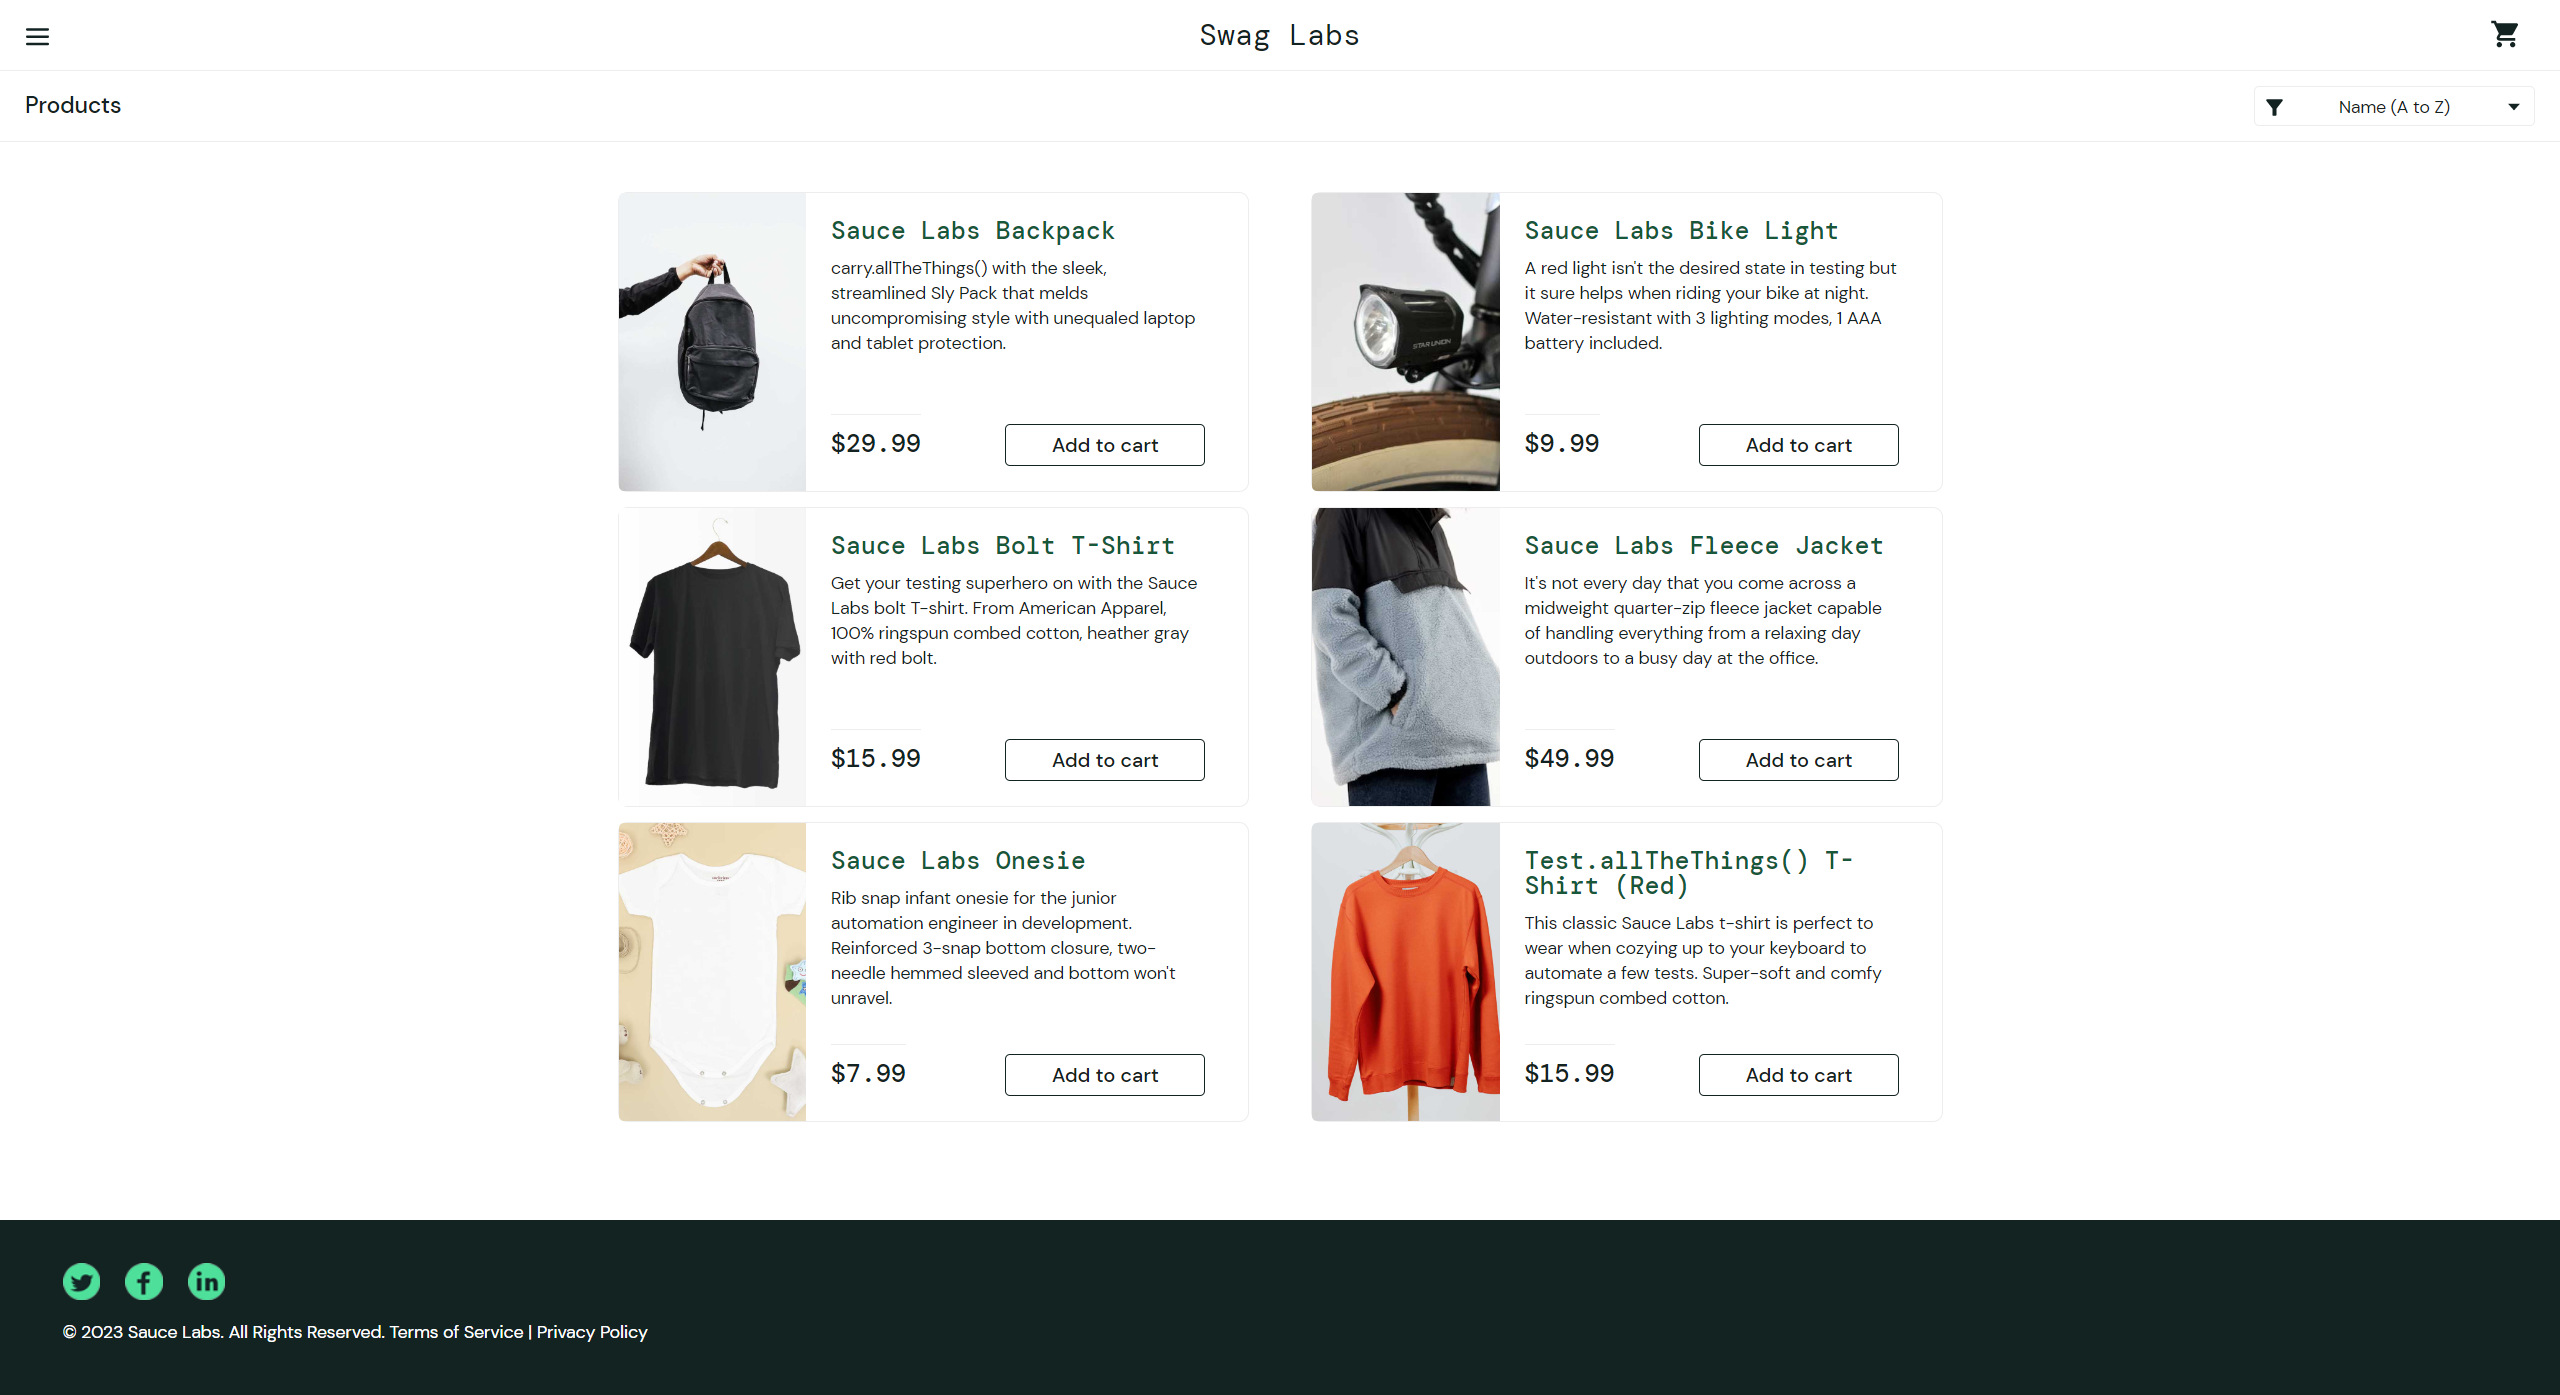 Swag Labs
Products
Name (A to Z)
Sauce Labs Backpack
carry.allTheThings() with the sleek,
streamlined Sly Pack that melds
uncompromising style with unequaled laptop
and tablet protection.
$29.99
Add to cart
Sauce Labs Bike Light
A red light isn't the desired state in testing but
it sure helps when riding your bike at night.
Water-resistant with 3 lighting modes, 1 AAA
battery included.
STAR UNION
$9.99
Add to cart
Sauce Labs Bolt T-Shirt
Get your testing superhero on with the Sauce
Labs bolt T-shirt. From American Apparel,
100% ringspun combed cotton, heather gray
with red bolt.
$15.99
Add to cart
Sauce Labs Fleece Jacket
It's not every day that you come across a
midweight quarter-zip fleece jacket capable
of handling everything from a relaxing day
outdoors to a busy day at the office.
$49.99
Add to cart
Sauce Labs Onesie
Rib snap infant onesie for the junior
automation engineer in development.
Reinforced 3-snap bottom closure, two-
needle hemmed sleeved and bottom won't
unravel.
$7.99
Add to cart
Test.allTheThings() T-
Shirt (Red)
This classic Sauce Labs t-shirt is perfect to
wear when cozying up to your keyboard to
automate a few tests. Super-soft and comfy
ringspun combed cotton.
$15.99
Add to cart
© 2023 Sauce Labs. All Rights Reserved. Terms of Service | Privacy Policy